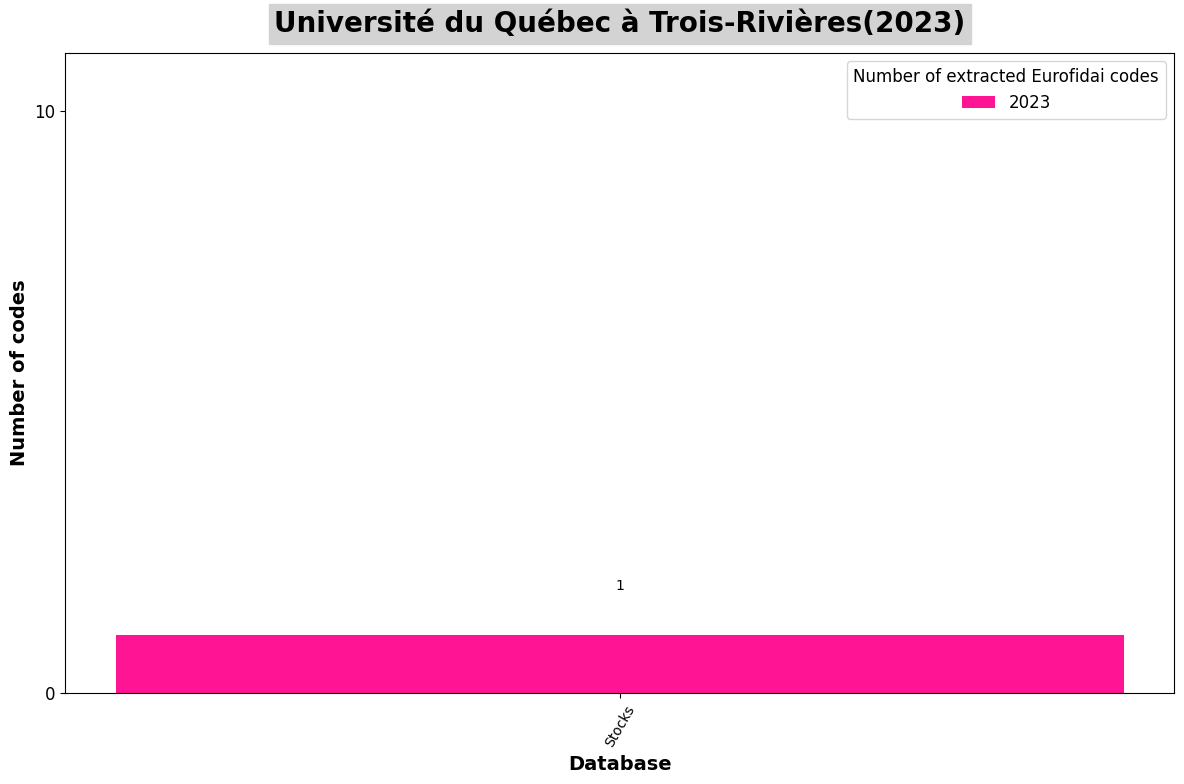 Université du Québec à Trois-Rivières(2023)
Number of extracted Eurofidai codes
2023
10
Number of codes
1
0
Stocks
Database